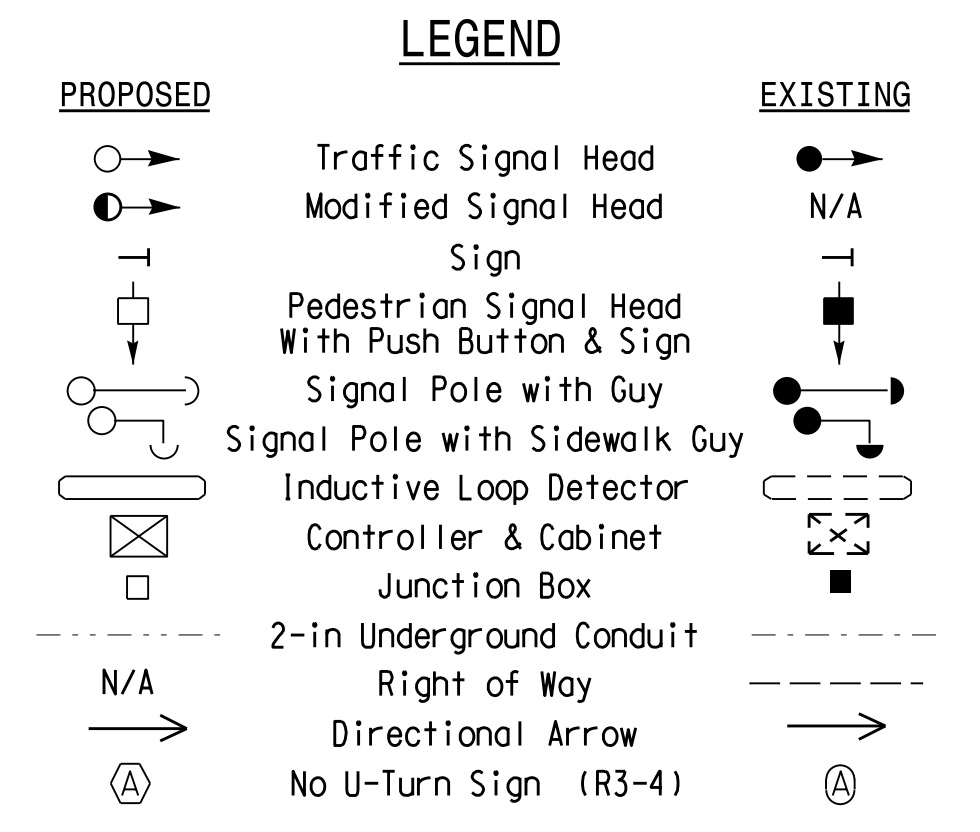 LEGEND
PROPOSED EXISTING
Traffic Signal Head
Modified Signal Head N/A
Sign
Pedestrian Signal Head
With Push Button & Sign
Signal Pole with Guy
Signal Pole with Sidewalk Guy
Inductive Loop Detector
Controller & Cabinet
Junction Box
2-in Underground Conduit
N/A Right of Way
Directional Arrow
A No U-Turn Sign (R3-4) A